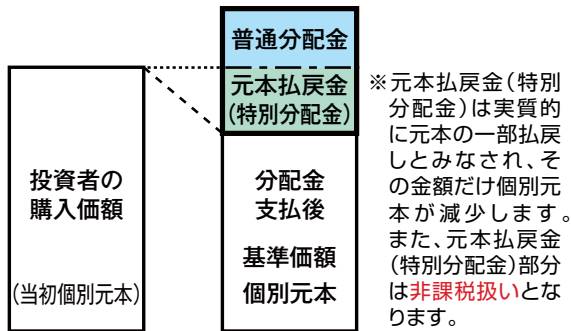 普通分配金
元本払戻金
(特別分配金)
投資者の
購入価額
(当初個別元本)
分配金
支払後
基準価額
個別元本
※元本払戻金(特別
分配金)は実質的
に元本の一部払戻
しとみなされ、そ
の金額だけ個別元
本が減少します。
また、元本払戻金
(特別分配金)部分
は非課税扱いとな
ります。